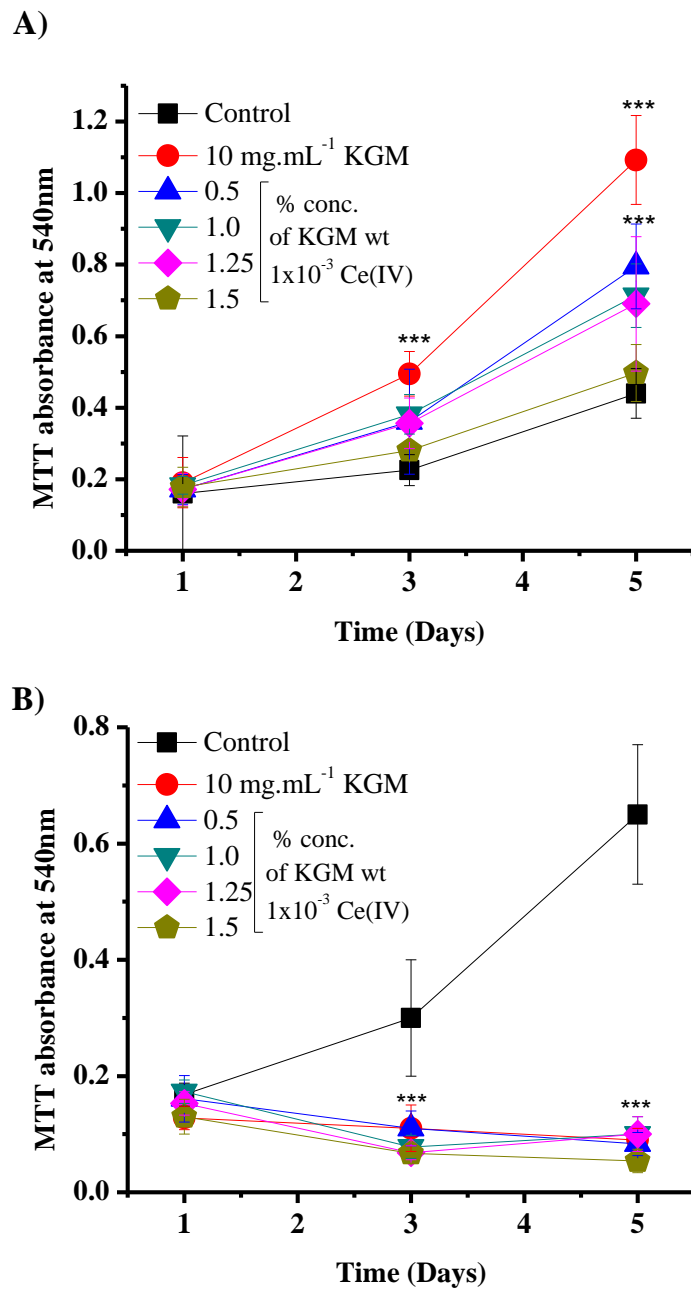 A)
***
1.2
1.0
0.8
0.6
0.4
0.2
0.0
MTT absorbance at 540nm
Control
10 mg.mL⁻¹ KGM
0.5
1.0
1.25
1.5
% conc.
of KGM wt
1x10⁻³ Ce(IV)
***
***
1 2 3 4 5
Time (Days)
B)
0.8
0.6
0.4
0.2
0.0
MTT absorbance at 540nm
Control
10 mg.mL⁻¹ KGM
0.5
1.0
1.25
1.5
% conc.
of KGM wt
1x10⁻³ Ce(IV)
*** ***
1 2 3 4 5
Time (Days)